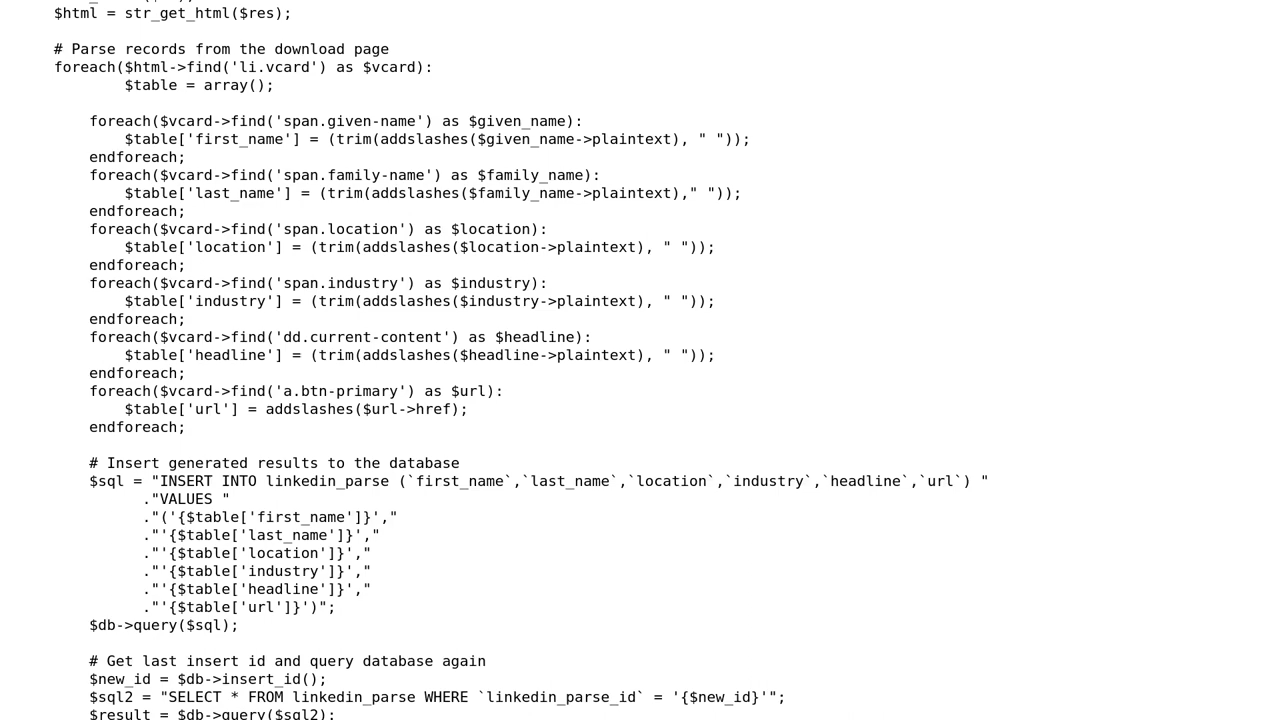 $html = str_get_html($res);
# Parse records from the download page
foreach($html->find('li.vcard') as $vcard):
$table = array();
foreach($vcard->find('span.given-name') as $given_name):
$table['first_name'] = (trim(addslashes($given_name->plaintext), " "));
endforeach;
foreach($vcard->find('span.family-name') as $family_name):
$table['last_name'] = (trim(addslashes($family_name->plaintext)," "));
endforeach;
foreach($vcard->find('span.location') as $location):
$table['location'] = (trim(addslashes($location->plaintext), " "));
endforeach;
foreach($vcard->find('span.industry') as $industry):
$table['industry'] = (trim(addslashes($industry->plaintext), " "));
endforeach;
foreach($vcard->find('dd.current-content') as $headline):
$table['headline'] = (trim(addslashes($headline->plaintext), " "));
endforeach;
foreach($vcard->find('a.btn-primary') as $url):
$table['url'] = addslashes($url->href);
endforeach;
# Insert generated results to the database
$sql = "INSERT INTO linkedin_parse (`first_name`,`last_name`,`location`,`industry`,`headline`,`url`) "
."VALUES "
."('{$table['first_name']}',"
."'{$table['last_name']}',"
."'{$table['location']}',"
."'{$table['industry']}',"
."'{$table['headline']}',"
."'{$table['url']}')";
$db->query($sql);
# Get last insert id and query database again
$new_id = $db->insert_id();
$sql2 = "SELECT * FROM linkedin_parse WHERE `linkedin_parse_id` = '{$new_id}'";
$result = $db->query($sql2);